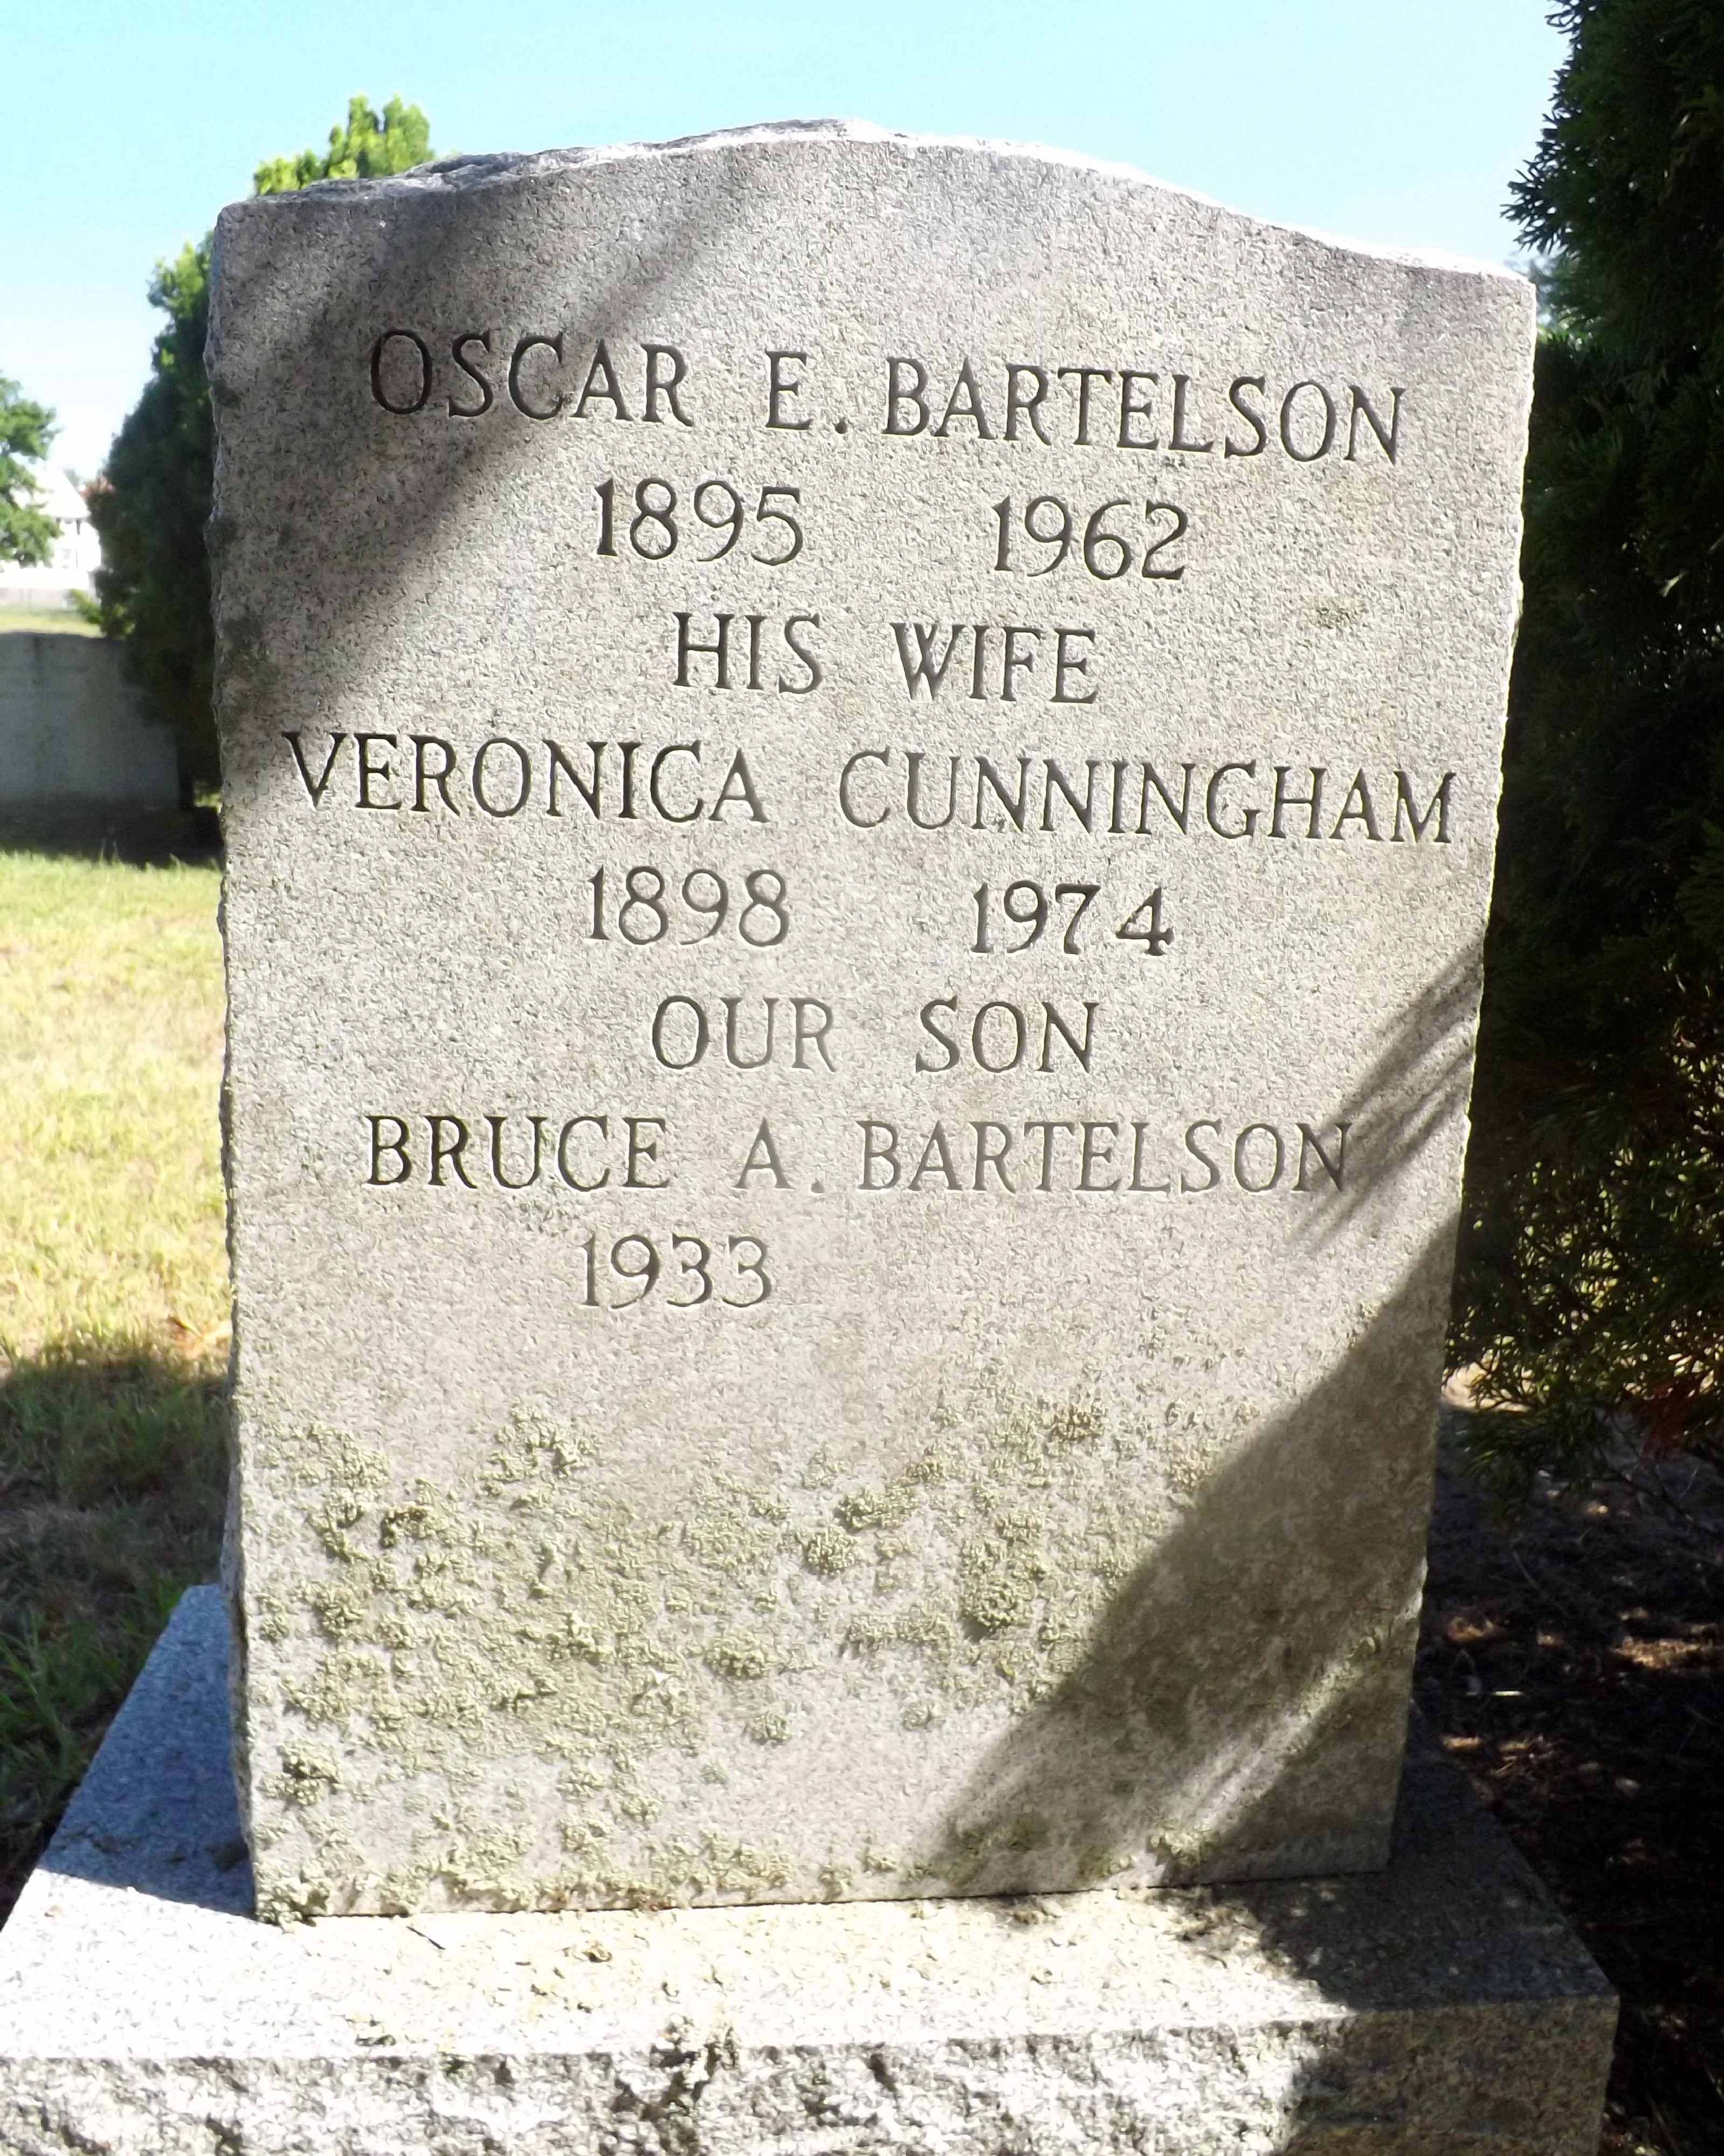 OSCAR E. BARTELSON
1895 1962
HIS WIFE
VERONICA CUNNINGHAM
1898 1974
OUR SON
BRUCE A. BARTELSON
1933